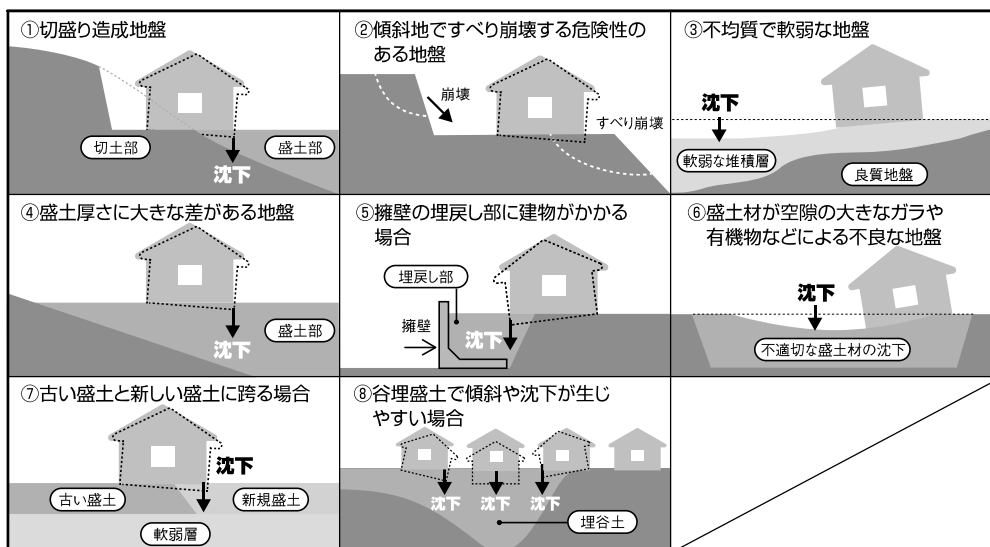 ①切盛り造成地盤
切土部
盛土部
沈下
②傾斜地ですべり崩壊する危険性の
ある地盤
崩壊
すべり崩壊
③不均質で軟弱な地盤
沈下
軟弱な堆積層
良質地盤
④盛土厚さに大きな差がある地盤
盛土部
沈下
⑤擁壁の埋戻し部に建物がかかる
場合
埋戻し部
擁壁
沈下
⑥盛土材が空隙の大きなガラや
有機物などによる不良な地盤
沈下
不適切な盛土材の沈下
⑦古い盛土と新しい盛土に跨る場合
沈下
古い盛土
新規盛土
軟弱層
⑧谷埋盛土で傾斜や沈下が生じ
やすい場合
沈下
沈下
沈下
埋谷土